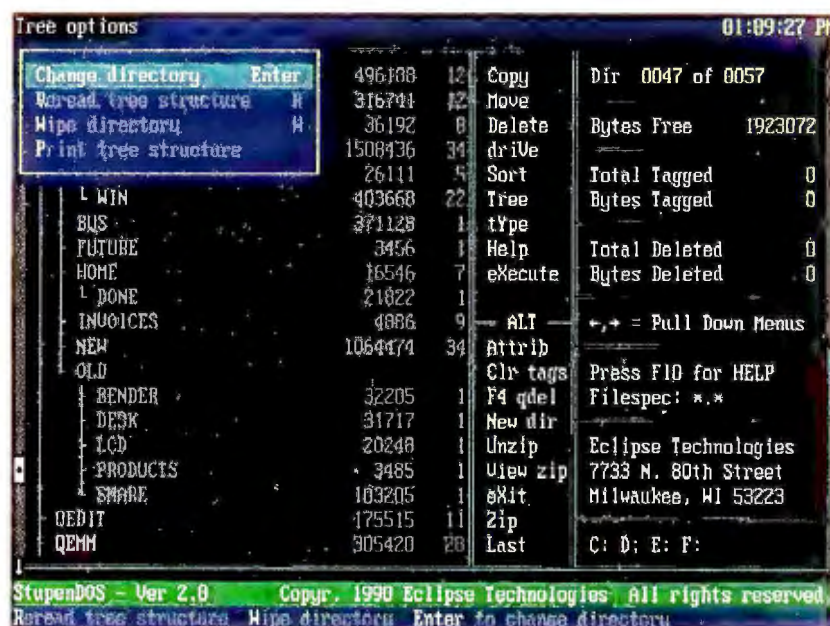 Tree options 01:09:27 P
Change directory Enter 496188 12 Copy Dir 0047 of 0057
Reread tree structure R 316741 12 Move
Wipe directory W 36192 8 Delete Bytes Free 1923072
Print tree structure 1508436 34 driVe
26111 5 Sort Total Tagged 0
WIN 403668 22 Tree Bytes Tagged 0
BUS 371128 1 tYpe
FUTURE 3456 1 Help Total Deleted 0
HOME 16546 7 eXecute Bytes Deleted 0
DONE 21822 1
INVOICES 4886 9 ALT ←,→ = Pull Down Menus
NEW 1064474 34 Attrib
OLD Clr tags Press F10 for HELP
32205 1 F4 qdel Filespec: *.*
DESK 31717 1 New dir
LCD 20248 1 Unzip Eclipse Technologies
PRODUCTS 3485 1 View zip 7733 N. 80th Street
103205 1 eXit Milwaukee, WI 53223
QEDIT 175515 11 Zip
QEMM 305420 28 Last C: D: E: F:
StupenDOS - Ver 2.0 Copyr. 1990 Eclipse Technologies All rights reserved
Reread tree structure Wipe directory Enter to change directory